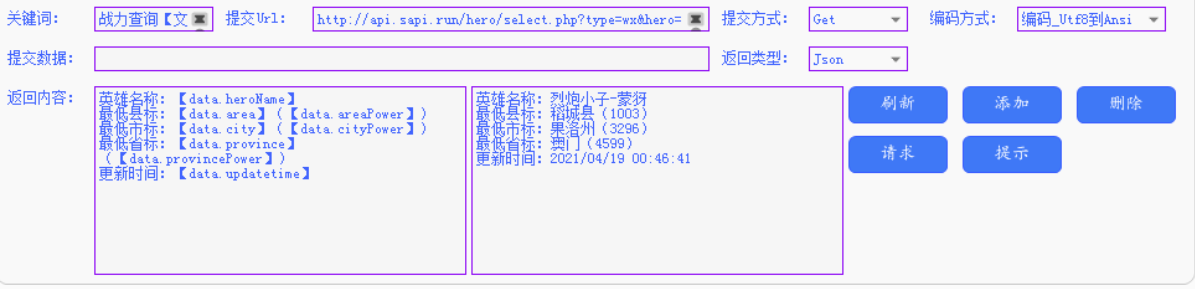 关键词: 战力查询【文 提交Url: http://api.sapi.run/hero/select.php?type=wx&hero= 提交方式: Get 编码方式: 编码_Utf8到Ansi
提交数据: 返回类型: Json
返回内容:
英雄名称:【data.heroName】
最低县标:【data.area】(【data.areaPower】)
最低市标:【data.city】(【data.cityPower】)
最低省标:【data.province】
(【data.provincePower】)
更新时间:【data.updatetime】
英雄名称: 烈炮小子-蒙犽
最低县标: 稻城县 (1003)
最低市标: 果洛州 (3296)
最低省标: 澳门 (4599)
更新时间: 2021/04/19 00:46:41
刷新 添加 删除
请求 提示